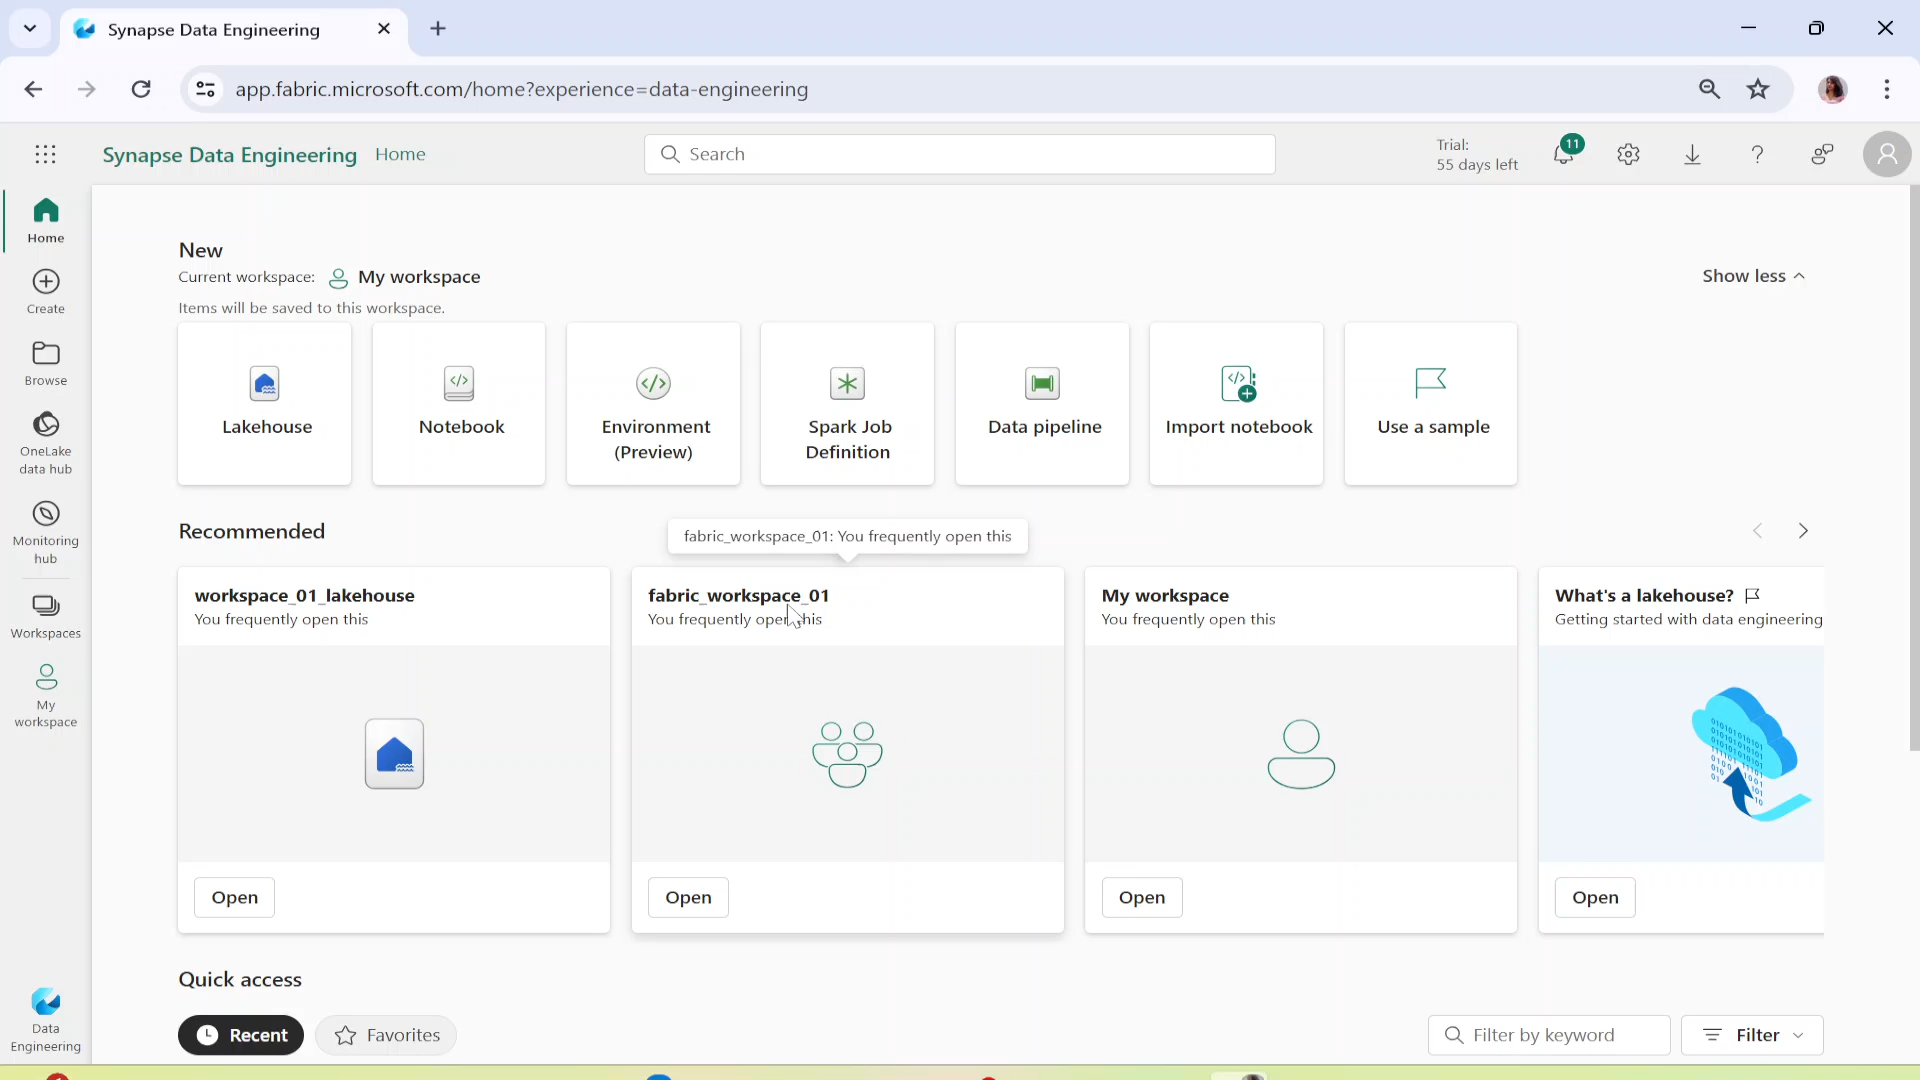 Synapse Data Engineering
app.fabric.microsoft.com/home?experience=data-engineering
Synapse Data Engineering Home
Search
Trial:
55 days left
11
Home
Create
Browse
OneLake
data hub
Monitoring
hub
Workspaces
My
workspace
Data
Engineering
New
Current workspace: My workspace
Items will be saved to this workspace.
Show less
Lakehouse
Notebook
Environment
(Preview)
Spark Job
Definition
Data pipeline
Import notebook
Use a sample
Recommended
fabric_workspace_01: You frequently open this
workspace_01_lakehouse
You frequently open this
Open
fabric_workspace_01
You frequently open this
Open
My workspace
You frequently open this
Open
What's a lakehouse?
Getting started with data engineering
Open
Quick access
Recent
Favorites
Filter by keyword
Filter